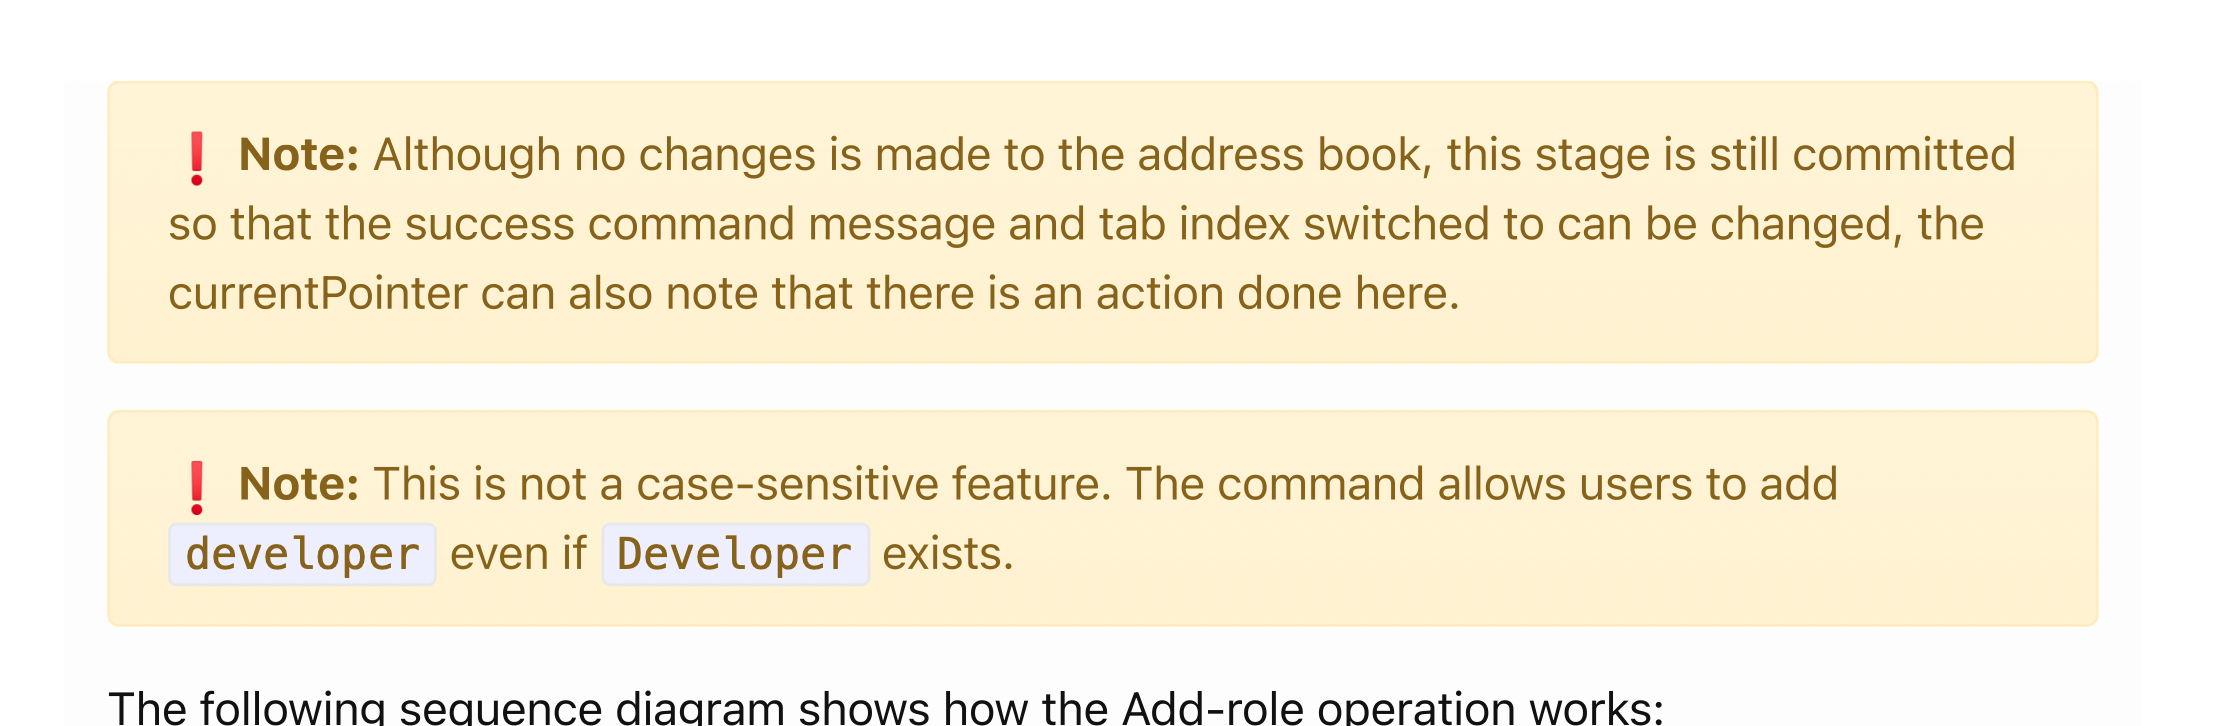 ❗ Note: Although no changes is made to the address book, this stage is still committed
so that the success command message and tab index switched to can be changed, the
currentPointer can also note that there is an action done here.
❗ Note: This is not a case-sensitive feature. The command allows users to add
developer even if Developer exists.
The following sequence diagram shows how the Add-role operation works: